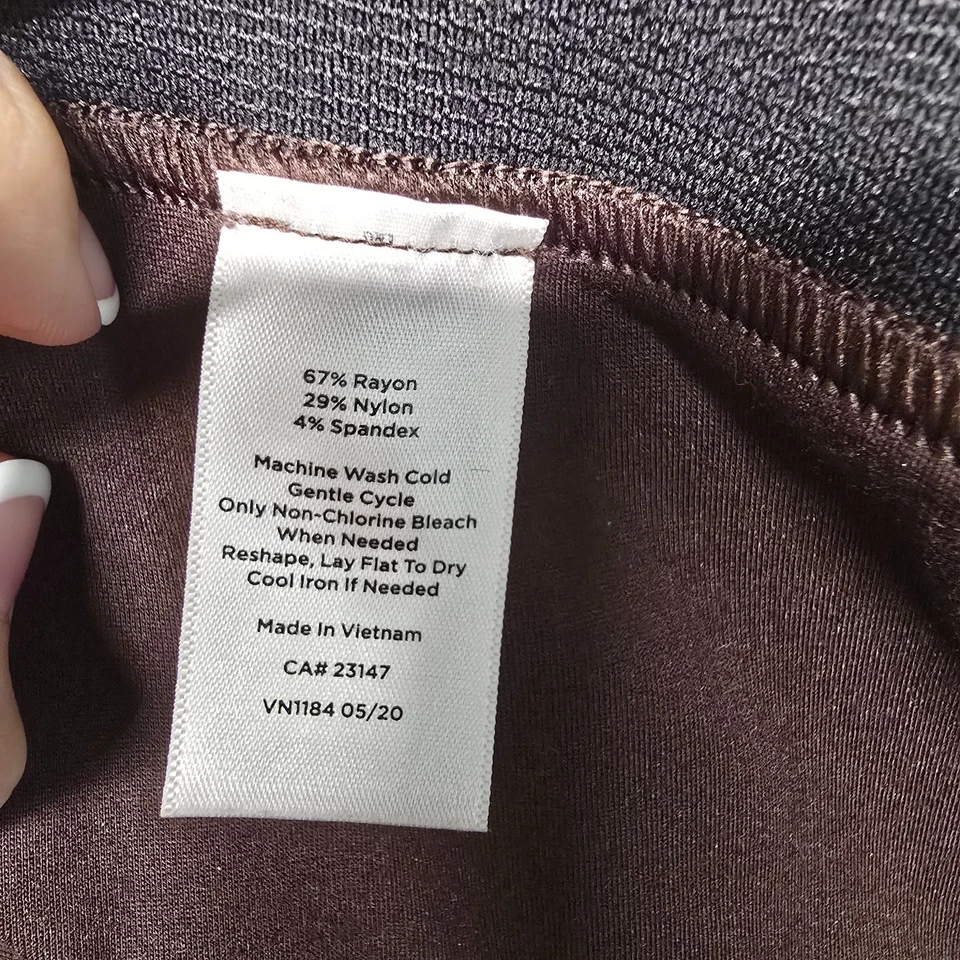 67% Rayon
29% Nylon
4% Spandex
Machine Wash Cold
Gentle Cycle
Only Non-Chlorine Bleach
When Needed
Reshape, Lay Flat To Dry
Cool Iron If Needed
Made In Vietnam
CA# 23147
VN1184 05/20